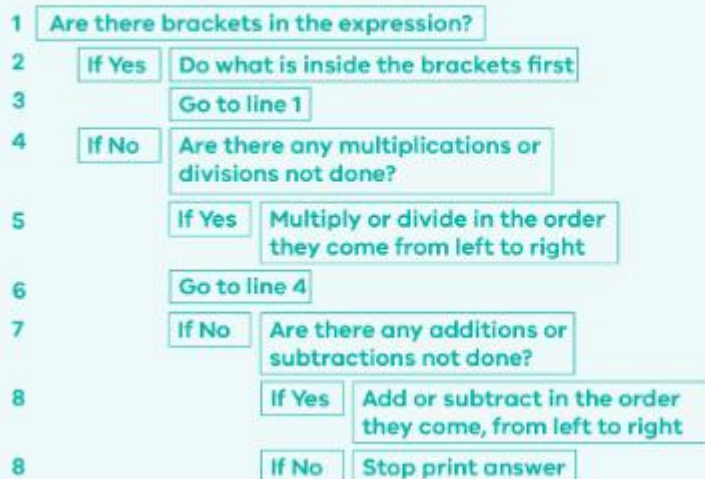 1 Are there brackets in the expression?
2 If Yes Do what is inside the brackets first
3 Go to line 1
4 If No Are there any multiplications or
divisions not done?
5 If Yes Multiply or divide in the order
they come from left to right
6 Go to line 4
7 If No Are there any additions or
subtractions not done?
8 If Yes Add or subtract in the order
they come, from left to right
8 If No Stop print answer